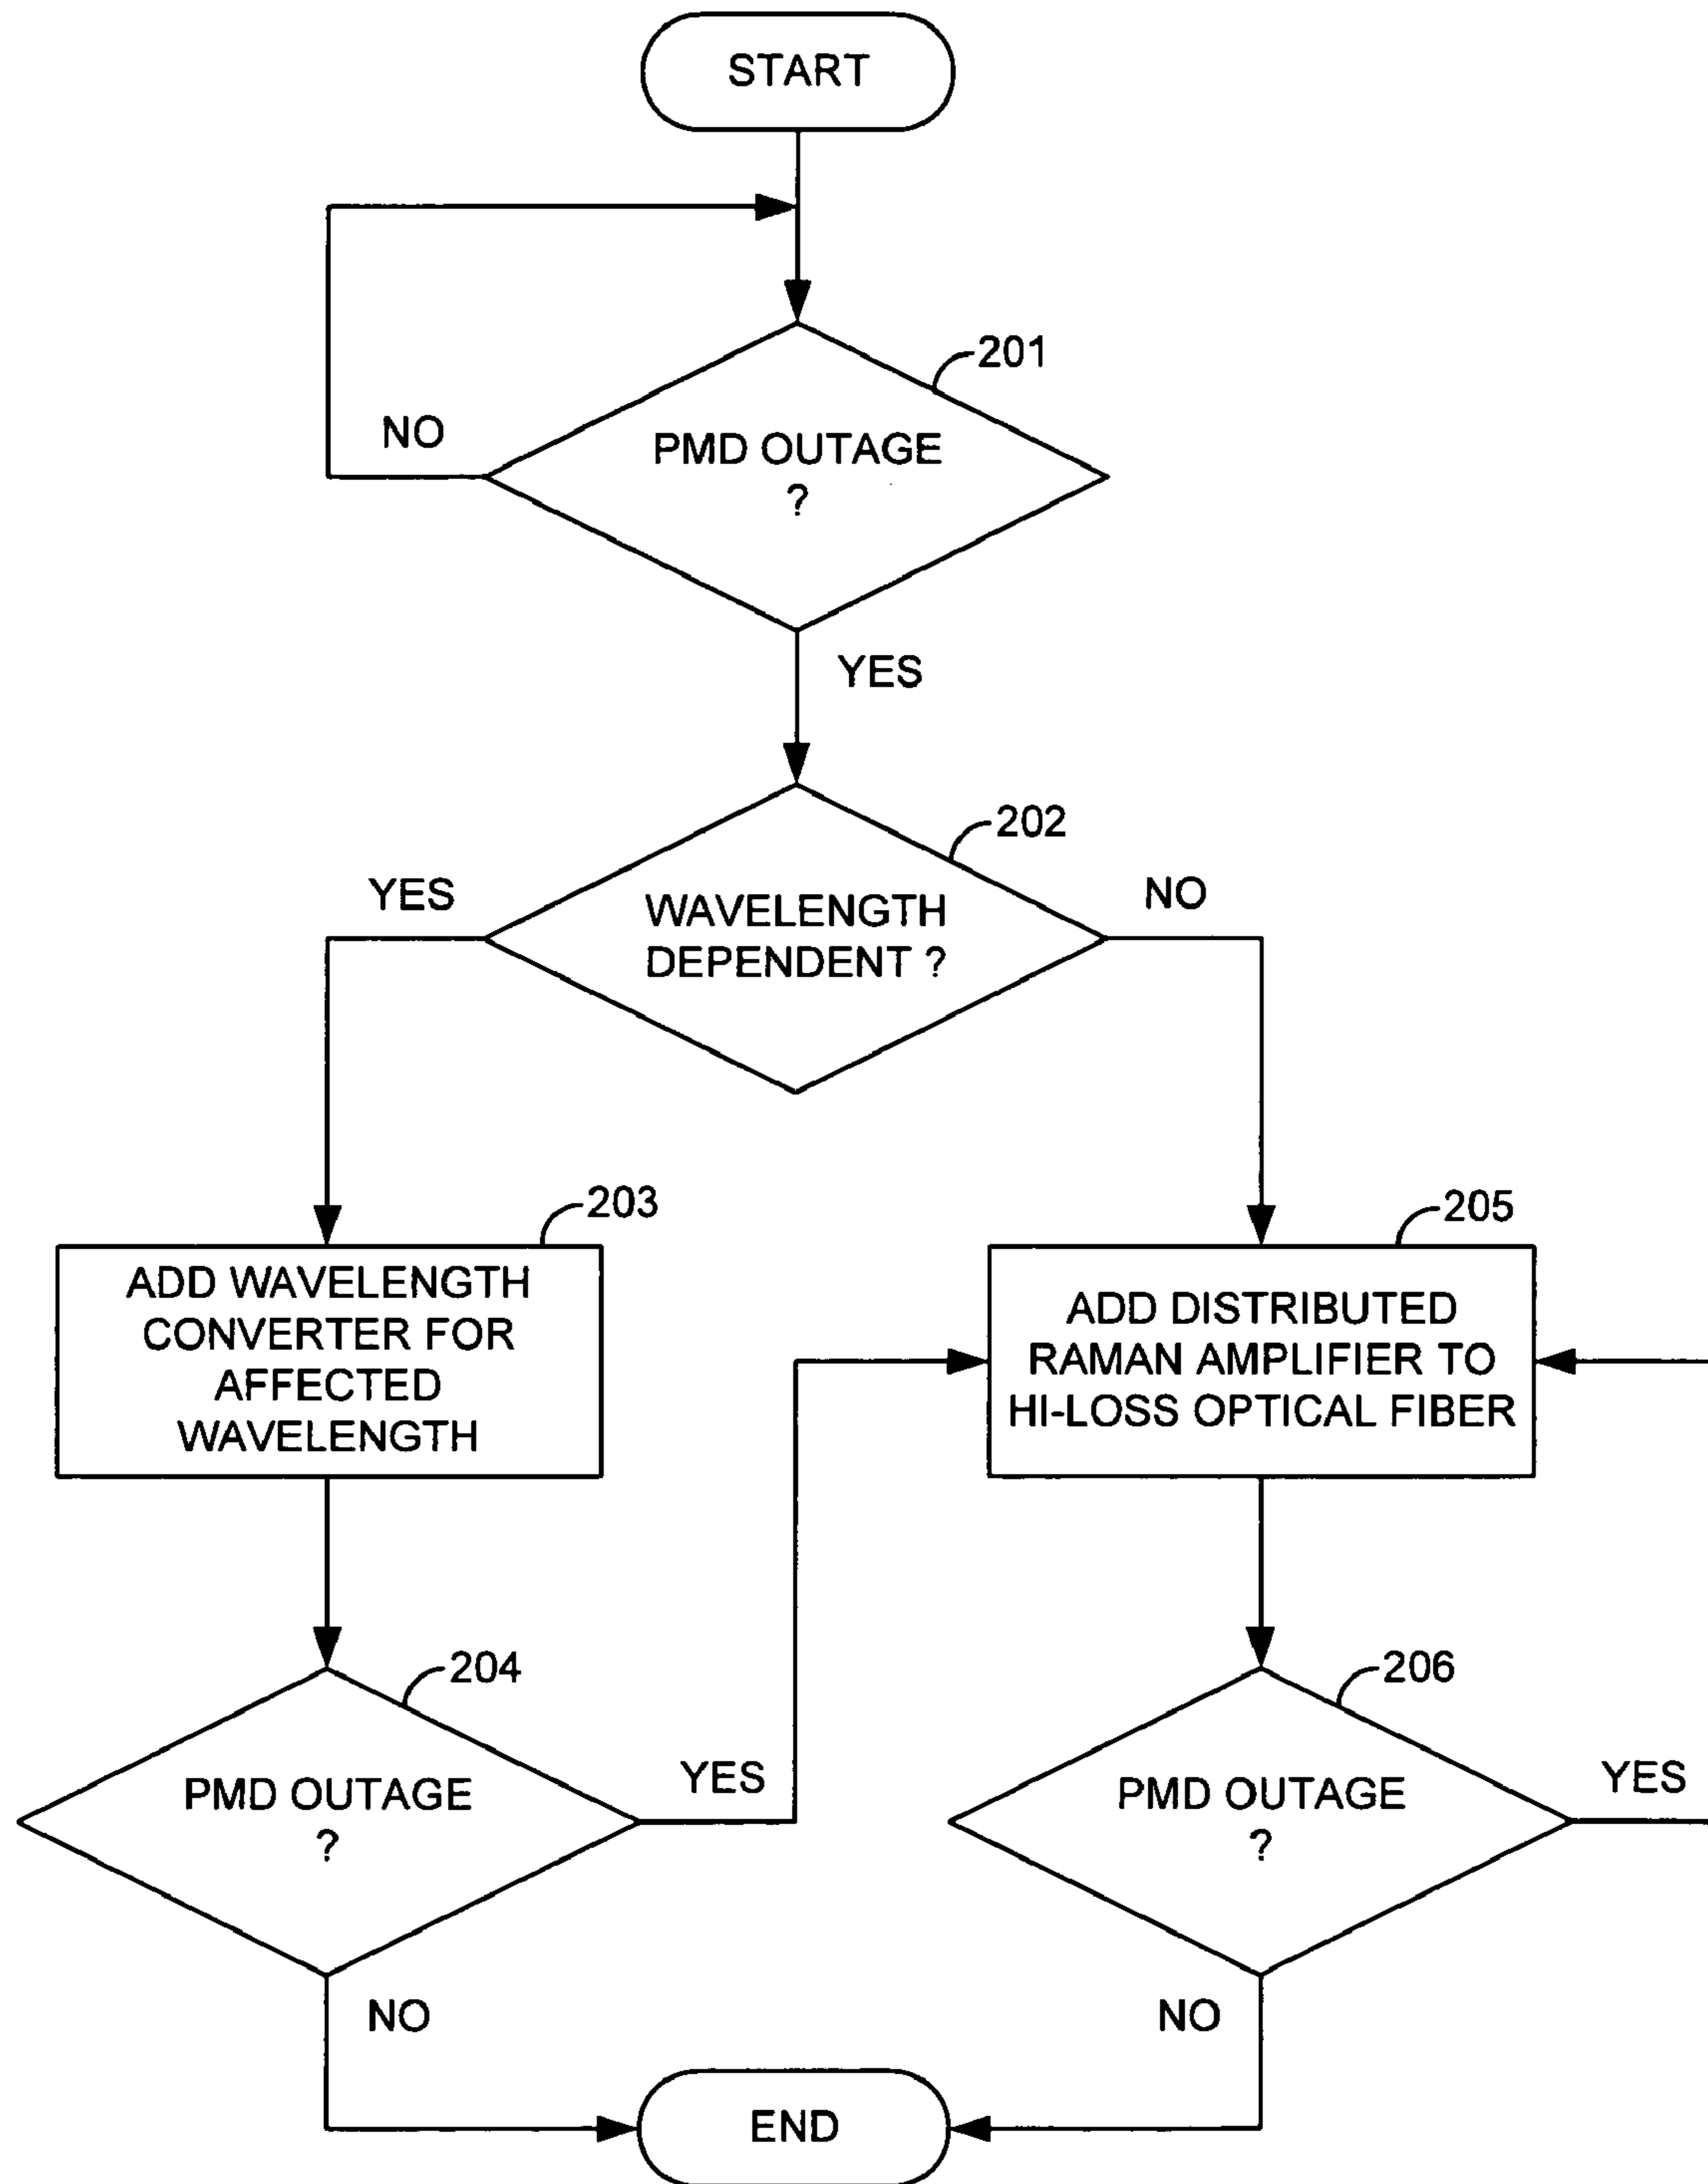 START
201
NO
PMD OUTAGE
?
YES
202
YES
NO
WAVELENGTH
DEPENDENT ?
203
205
ADD WAVELENGTH
CONVERTER FOR
AFFECTED
WAVELENGTH
ADD DISTRIBUTED
RAMAN AMPLIFIER TO
HI-LOSS OPTICAL FIBER
204
206
PMD OUTAGE
?
YES
PMD OUTAGE
?
YES
NO
NO
END